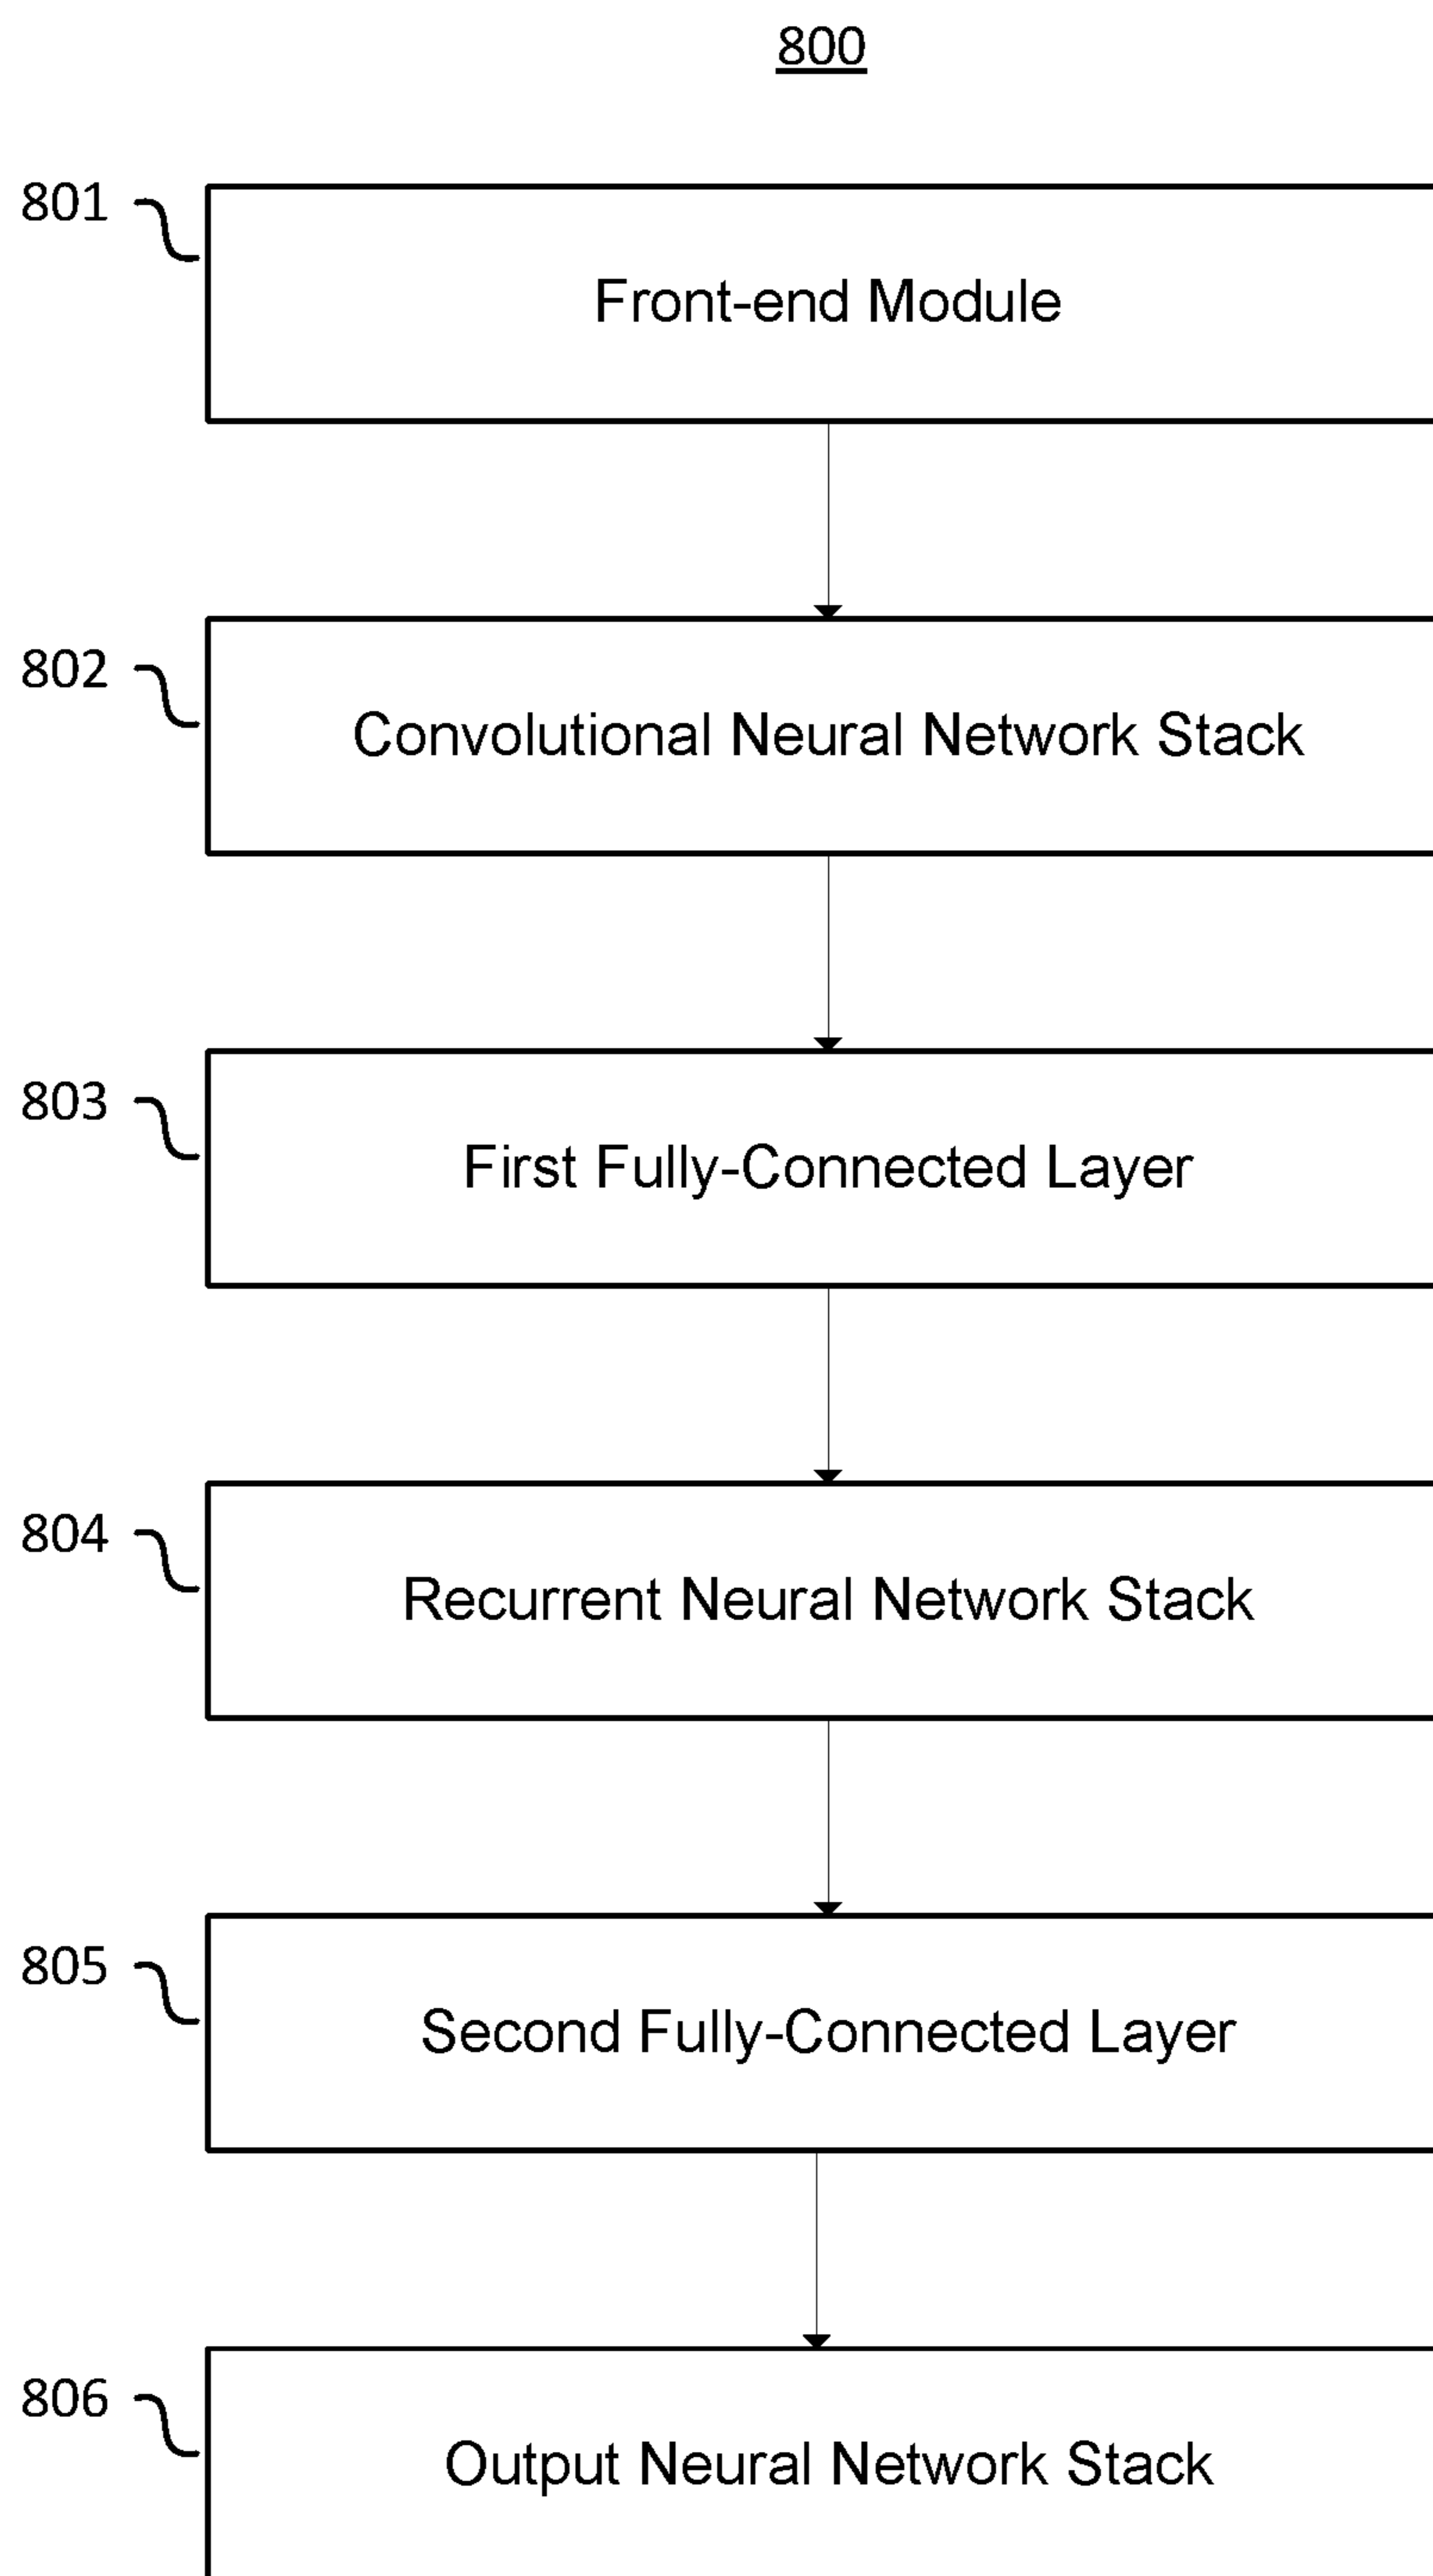 800
801
Front-end Module
802
Convolutional Neural Network Stack
803
First Fully-Connected Layer
804
Recurrent Neural Network Stack
805
Second Fully-Connected Layer
806
Output Neural Network Stack